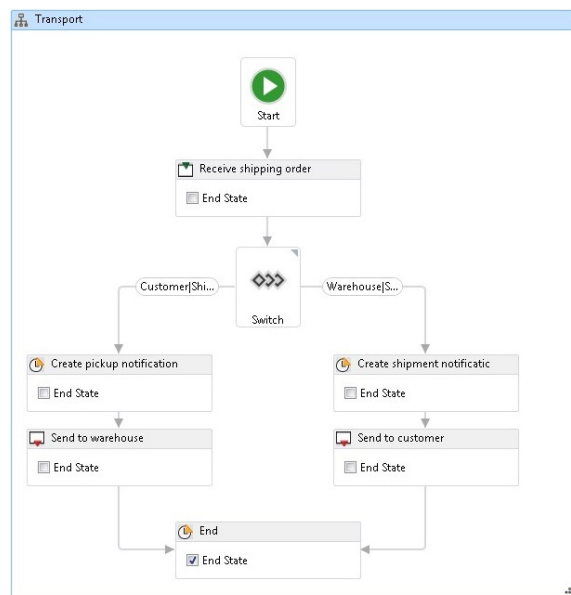 Transport
Start
Receive shipping order
End State
Customer|Shi...
Warehouse|S...
Switch
Create pickup notification
Create shipment notificatic
End State
End State
Send to warehouse
Send to customer
End State
End State
End
End State